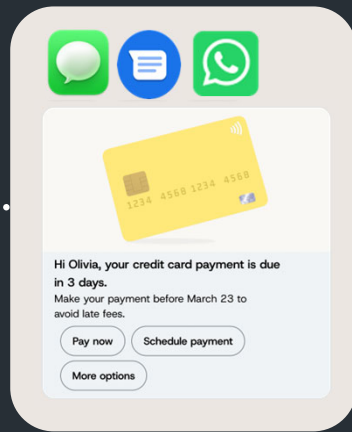 1234 4568 1234 4568
Hi Olivia, your credit card payment is due
in 3 days.
Make your payment before March 23 to
avoid late fees.
Pay now
Schedule payment
More options